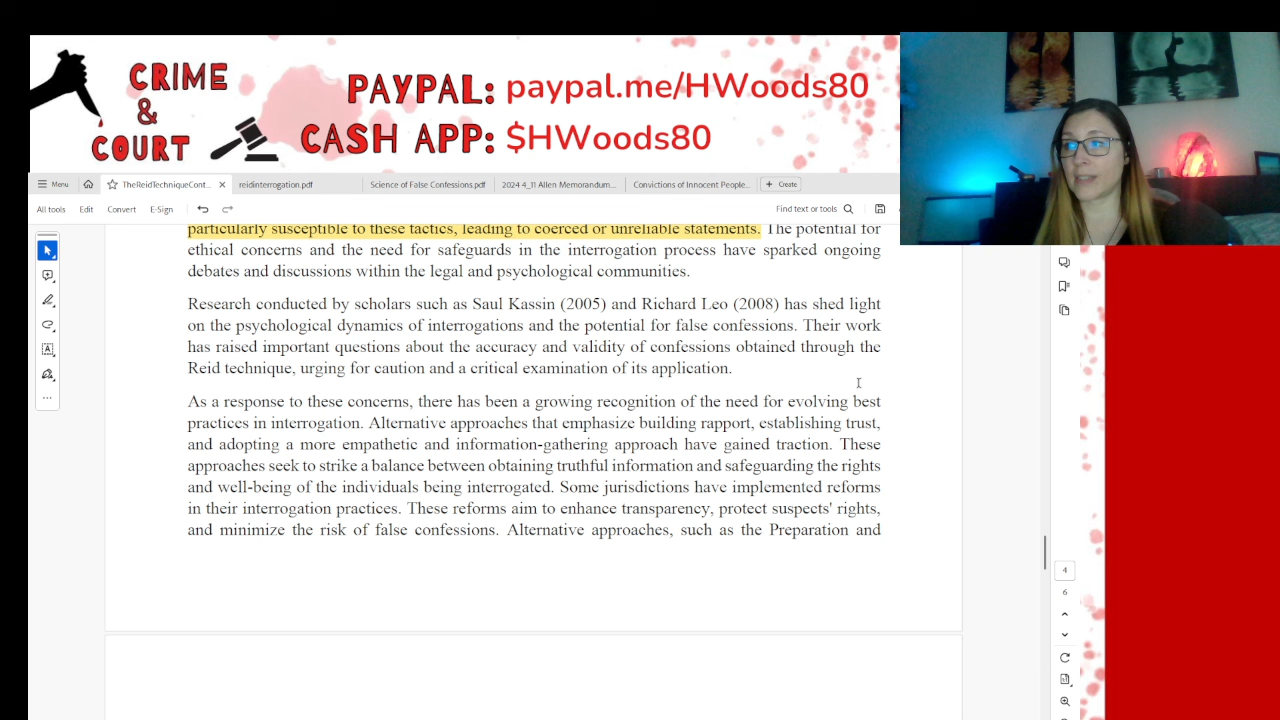 CRIME
&
COURT
PAYPAL: paypal.me/HWoods80
CASH APP: $HWoods80
Menu TheReidTechniqueCont... reidinterrogation.pdf Science of False Confessions.pdf 2024 4_11 Allen Memorandum... Convictions of Innocent People... + Create
All tools Edit Convert E-Sign Find text or tools
particularly susceptible to these tactics, leading to coerced or unreliable statements. The potential for
ethical concerns and the need for safeguards in the interrogation process have sparked ongoing
debates and discussions within the legal and psychological communities.
Research conducted by scholars such as Saul Kassin (2005) and Richard Leo (2008) has shed light
on the psychological dynamics of interrogations and the potential for false confessions. Their work
has raised important questions about the accuracy and validity of confessions obtained through the
Reid technique, urging for caution and a critical examination of its application.
As a response to these concerns, there has been a growing recognition of the need for evolving best
practices in interrogation. Alternative approaches that emphasize building rapport, establishing trust,
and adopting a more empathetic and information-gathering approach have gained traction. These
approaches seek to strike a balance between obtaining truthful information and safeguarding the rights
and well-being of the individuals being interrogated. Some jurisdictions have implemented reforms
in their interrogation practices. These reforms aim to enhance transparency, protect suspects' rights,
and minimize the risk of false confessions. Alternative approaches, such as the Preparation and
4
6